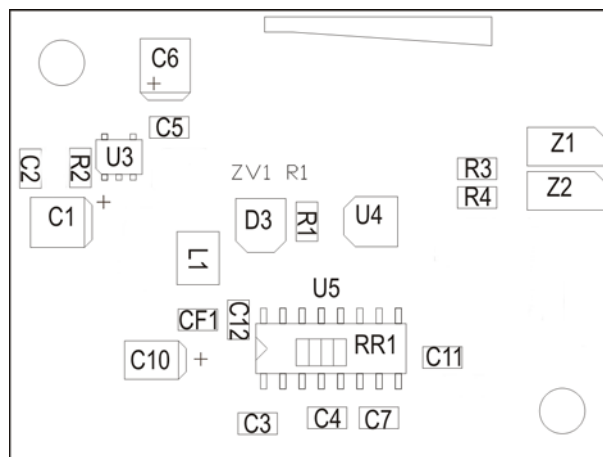 C6
+
C5
U3
Z1
C2
R2
ZV1 R1
R3
Z2
R4
C1
+
D3
R1
U4
L1
U5
CF1
C12
RR1
C10
+
C11
C3
C4
C7